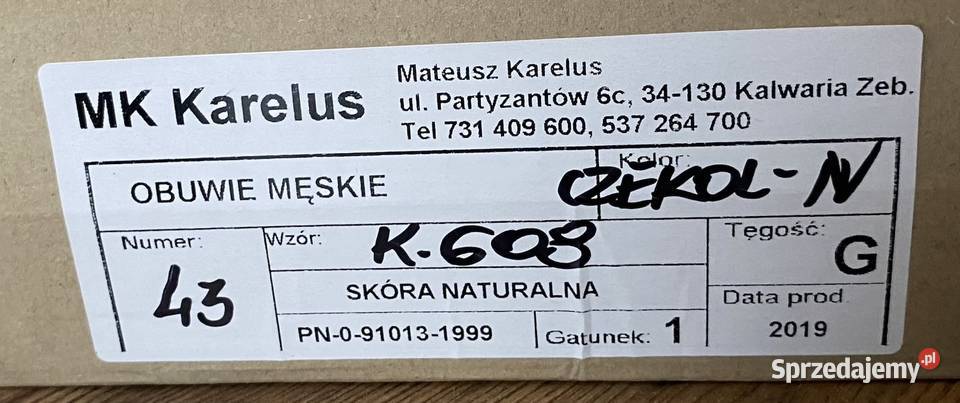 MK Karelus
Mateusz Karelus
ul. Partyzantów 6c, 34-130 Kalwaria Zeb.
Tel 731 409 600, 537 264 700
OBUWIE MĘSKIE
Kolor:
CZEKOL-N
Numer:
43
Wzór:
K.609
Tęgość:
G
SKÓRA NATURALNA
Data prod.
2019
PN-0-91013-1999
Gatunek: 1
Sprzedajemy.pl